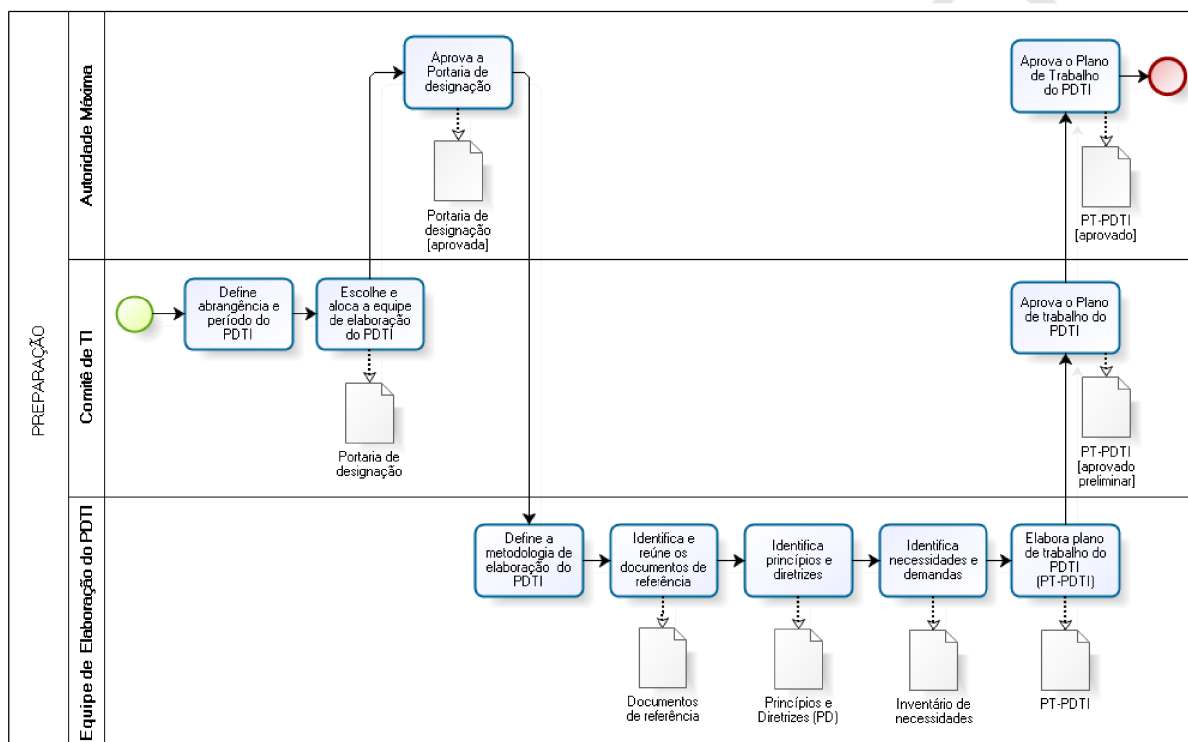 PREPARAÇÃO
Autoridade Máxima
Aprova a
Portaria de
designação
Portaria de
designação
[aprovada]
Aprova o Plano
de Trabalho
do PDTI
PT-PDTI
[aprovado]
Comitê de TI
Define
abrangência e
período do
PDTI
Escolhe e
aloca a equipe
de elaboração
do PDTI
Portaria de
designação
Aprova o Plano
de trabalho do
PDTI
PT-PDTI
[aprovado
preliminar]
Equipe de Elaboração do PDTI
Define a
metodologia de
elaboração do
PDTI
Identifica e
reúne os
documentos de
referência
Documentos
de referência
Identifica
princípios e
diretrizes
Princípios e
Diretrizes (PD)
Identifica
necessidades e
demandas
Inventário de
necessidades
Elabora plano
de trabalho do
PDTI
(PT-PDTI)
PT-PDTI